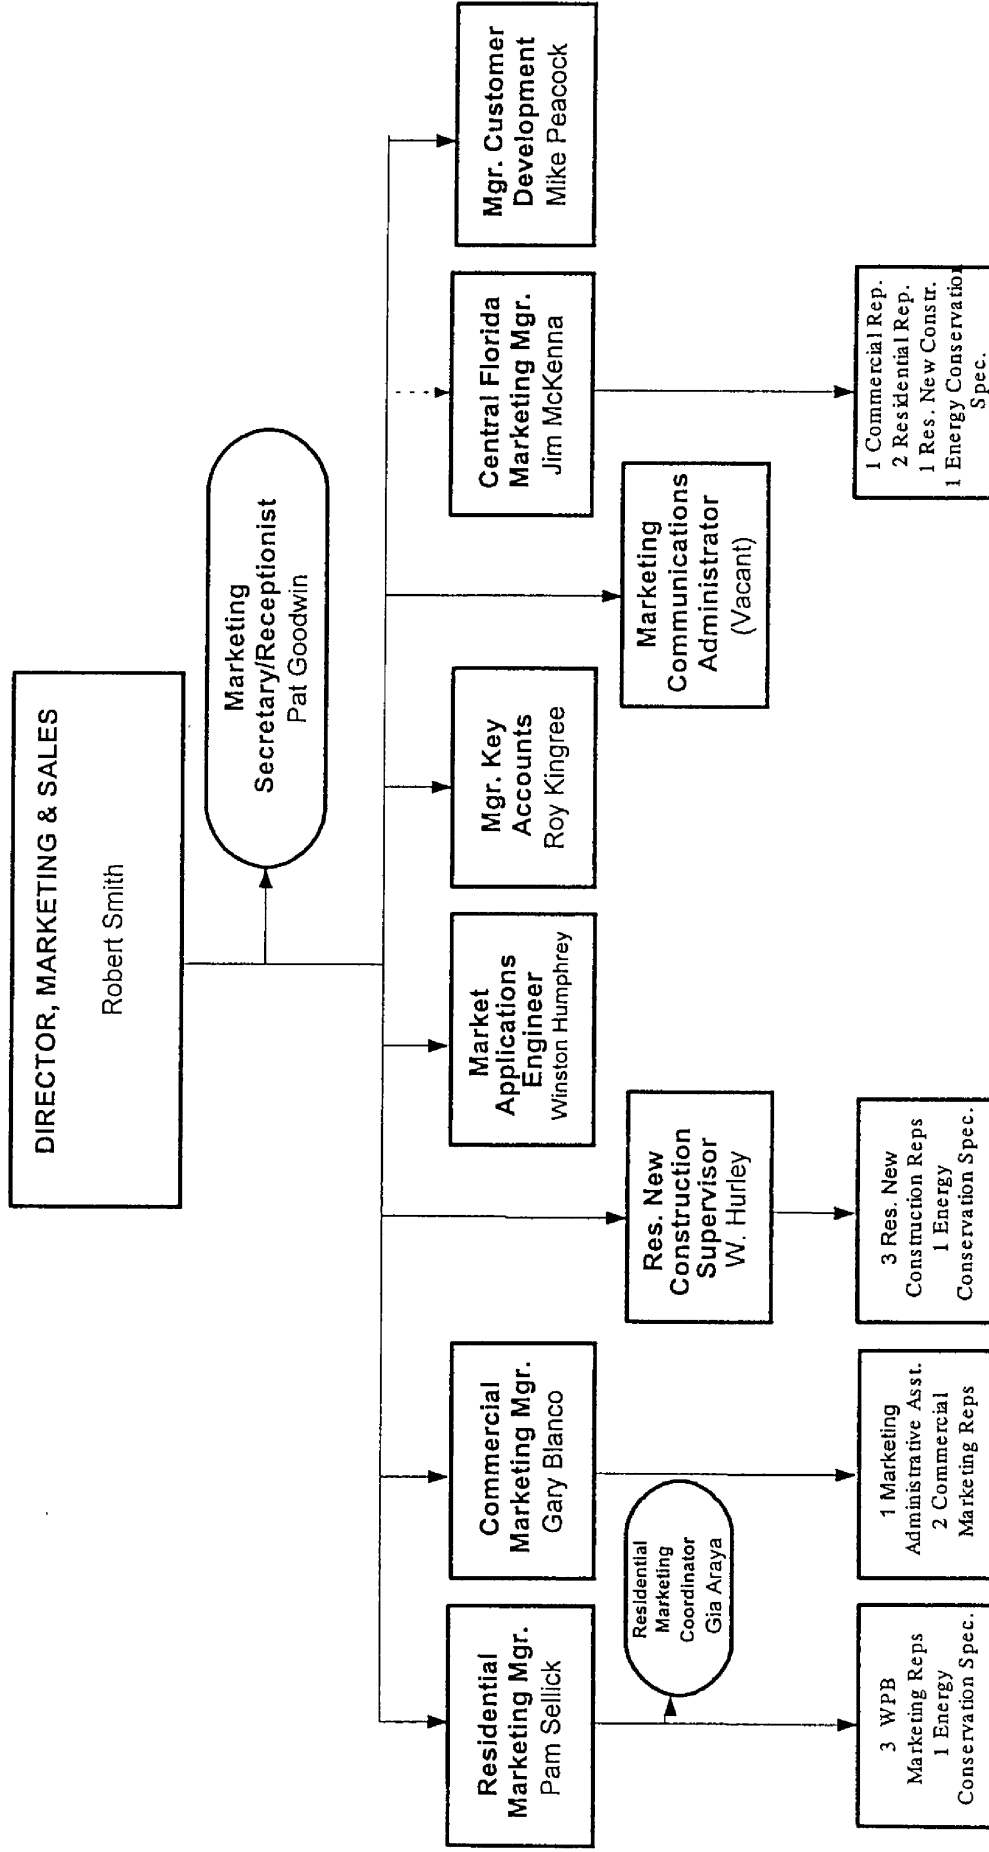 DIRECTOR, MARKETING & SALES
Robert Smith
Marketing
Secretary/Receptionist
Pat Goodwin
Residential
Marketing Mgr.
Pam Sellick
Commercial
Marketing Mgr.
Gary Blanco
Market
Applications
Engineer
Winston Humphrey
Mgr. Key
Accounts
Roy Kingree
Central Florida
Marketing Mgr.
Jim McKenna
Mgr. Customer
Development
Mike Peacock
Residential
Marketing
Coordinator
Gia Araya
Res. New
Construction
Supervisor
W. Hurley
Marketing
Communications
Administrator
(Vacant)
3 WPB
Marketing Reps
1 Energy
Conservation Spec.
1 Marketing
Administrative Asst.
2 Commercial
Marketing Reps
3 Res. New
Construction Reps
1 Energy
Conservation Spec.
1 Commercial Rep.
2 Residential Rep.
1 Res. New Constr.
1 Energy Conservation
Spec.